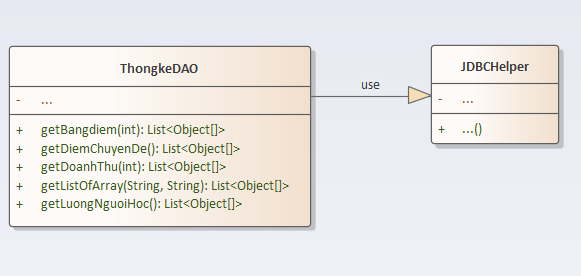 ThongkeDAO
- ...
+ getBangdiem(int): List<Object[]>
+ getDiemChuyenDe(): List<Object[]>
+ getDoanhThu(int): List<Object[]>
+ getListOfArray(String, String): List<Object[]>
+ getLuongNguoiHoc(): List<Object[]>
use
JDBCHelper
- ...
+ ...()